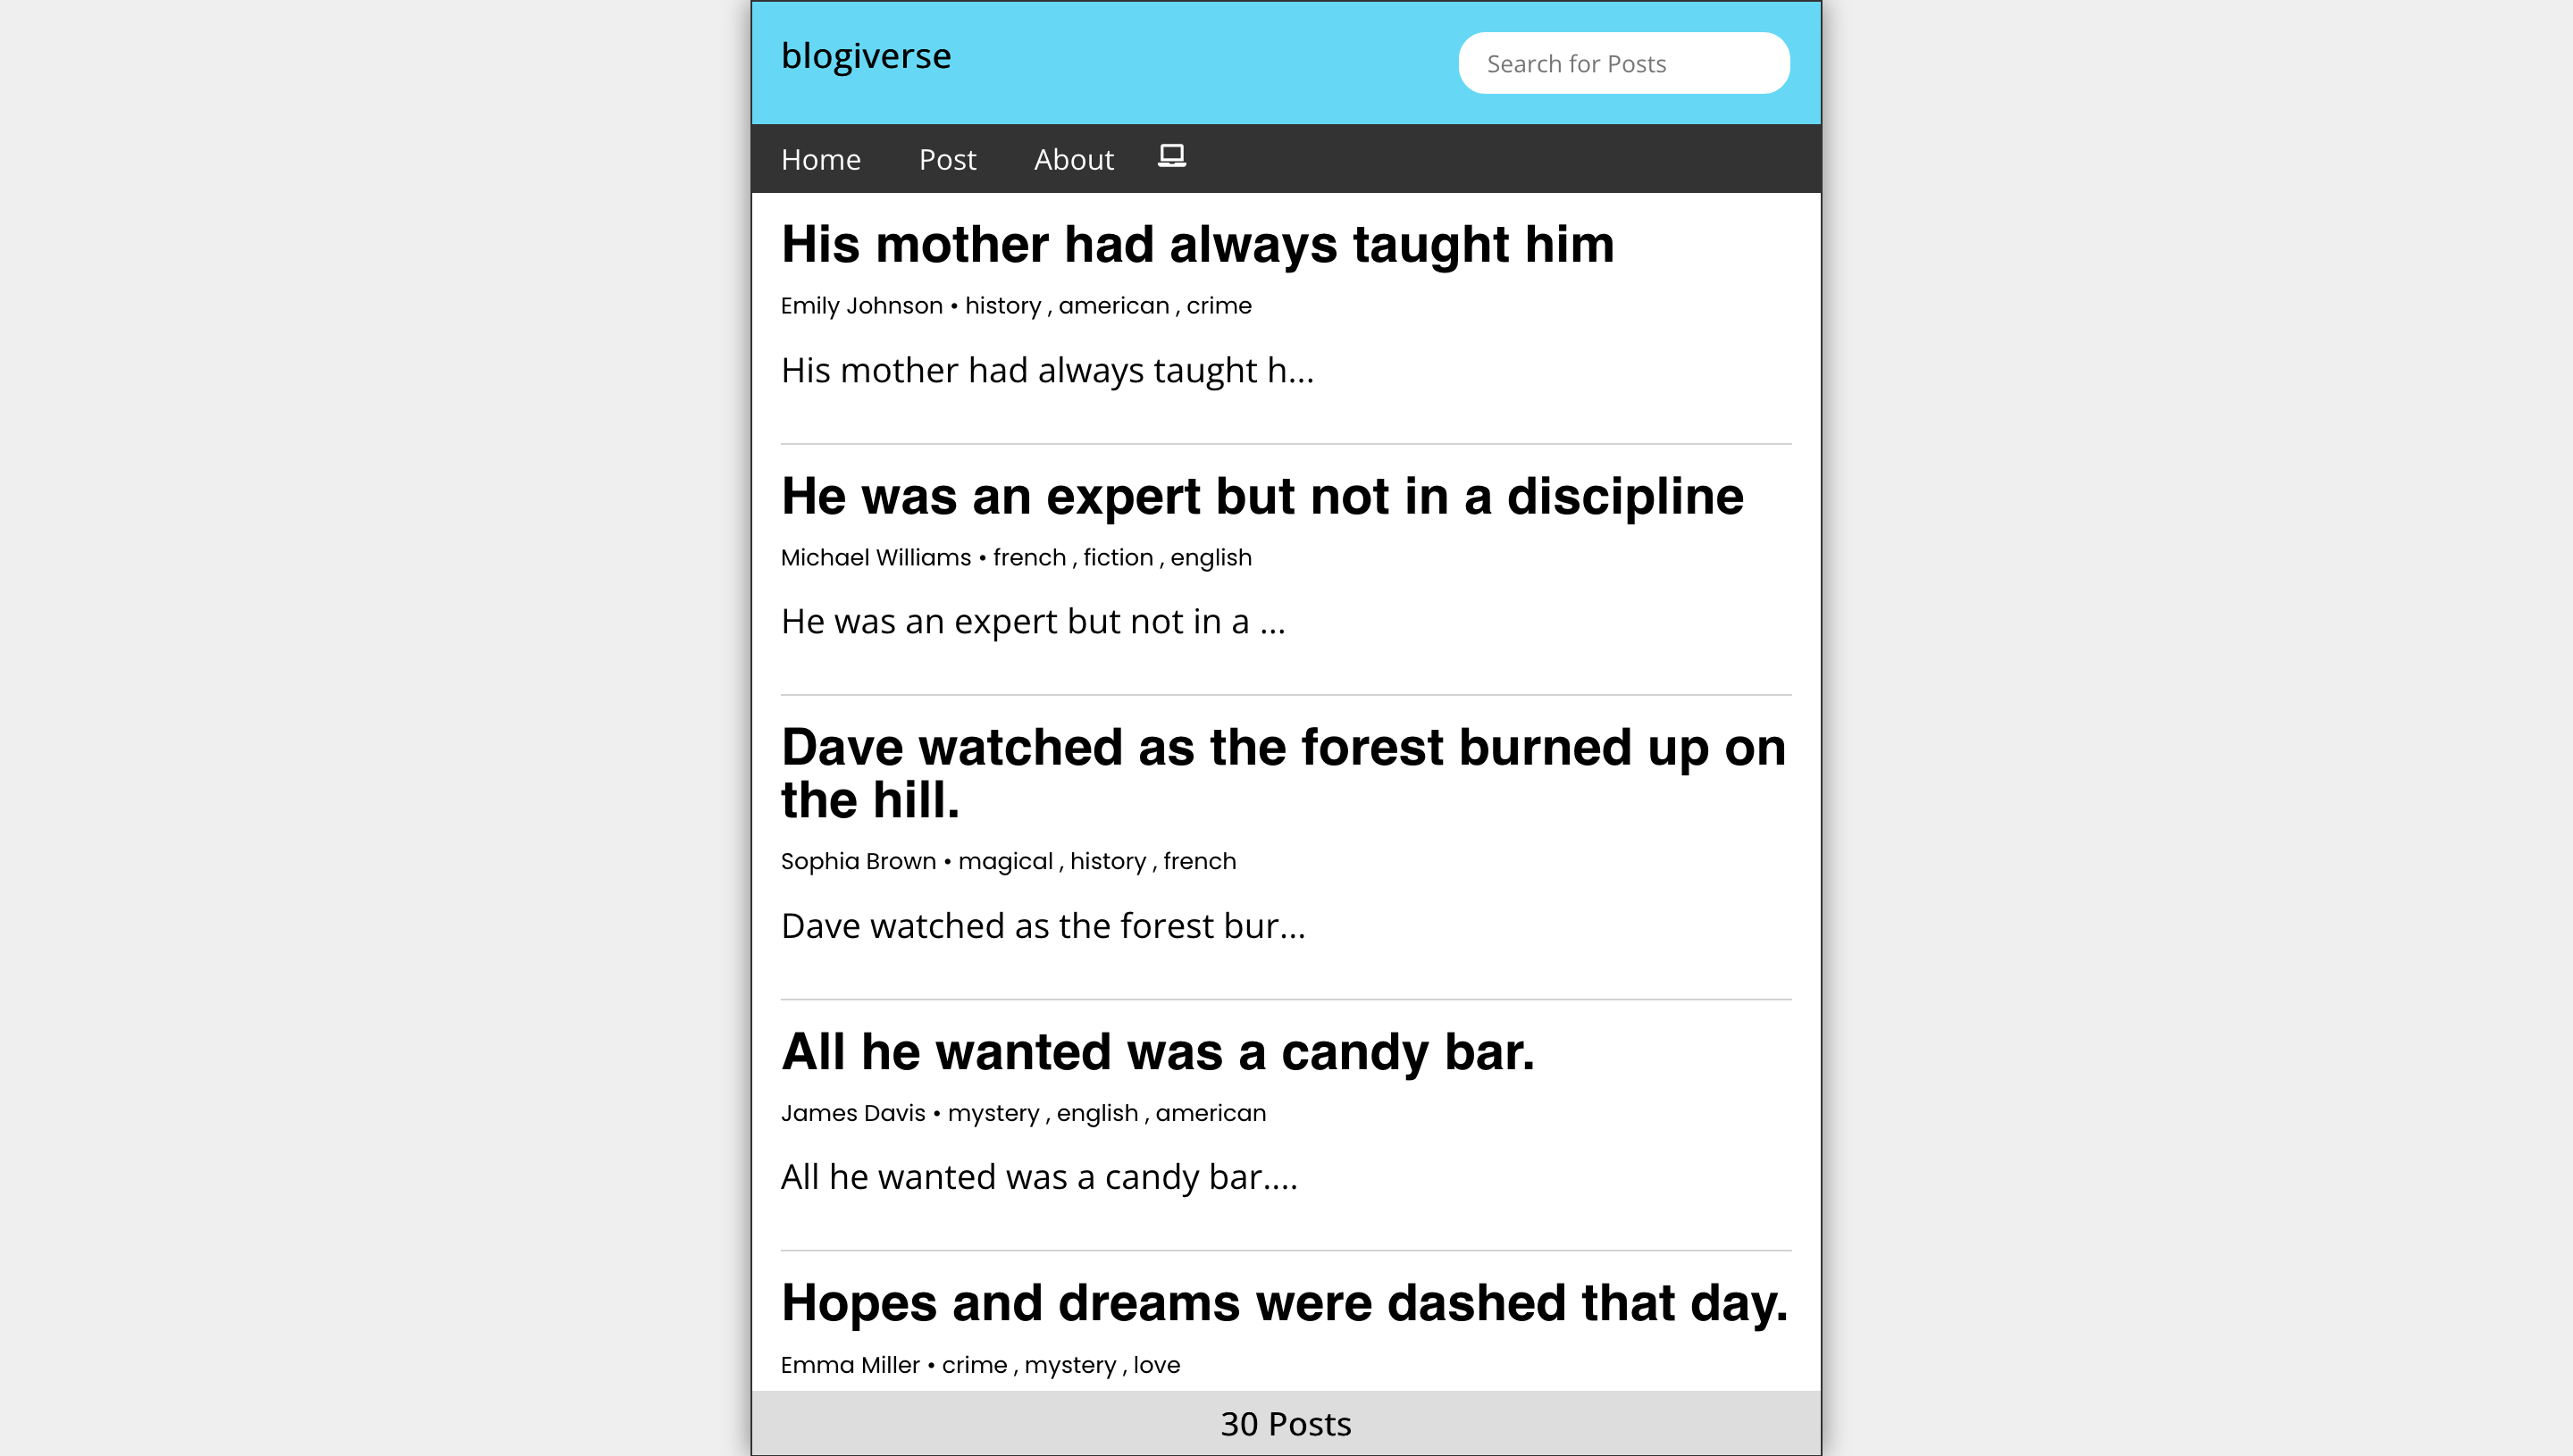 blogiverse
Search for Posts
Home Post About
His mother had always taught him
Emily Johnson • history , american , crime
His mother had always taught h...
He was an expert but not in a discipline
Michael Williams • french , fiction , english
He was an expert but not in a ...
Dave watched as the forest burned up on
the hill.
Sophia Brown • magical , history , french
Dave watched as the forest bur...
All he wanted was a candy bar.
James Davis • mystery , english , american
All he wanted was a candy bar....
Hopes and dreams were dashed that day.
Emma Miller • crime , mystery , love
30 Posts